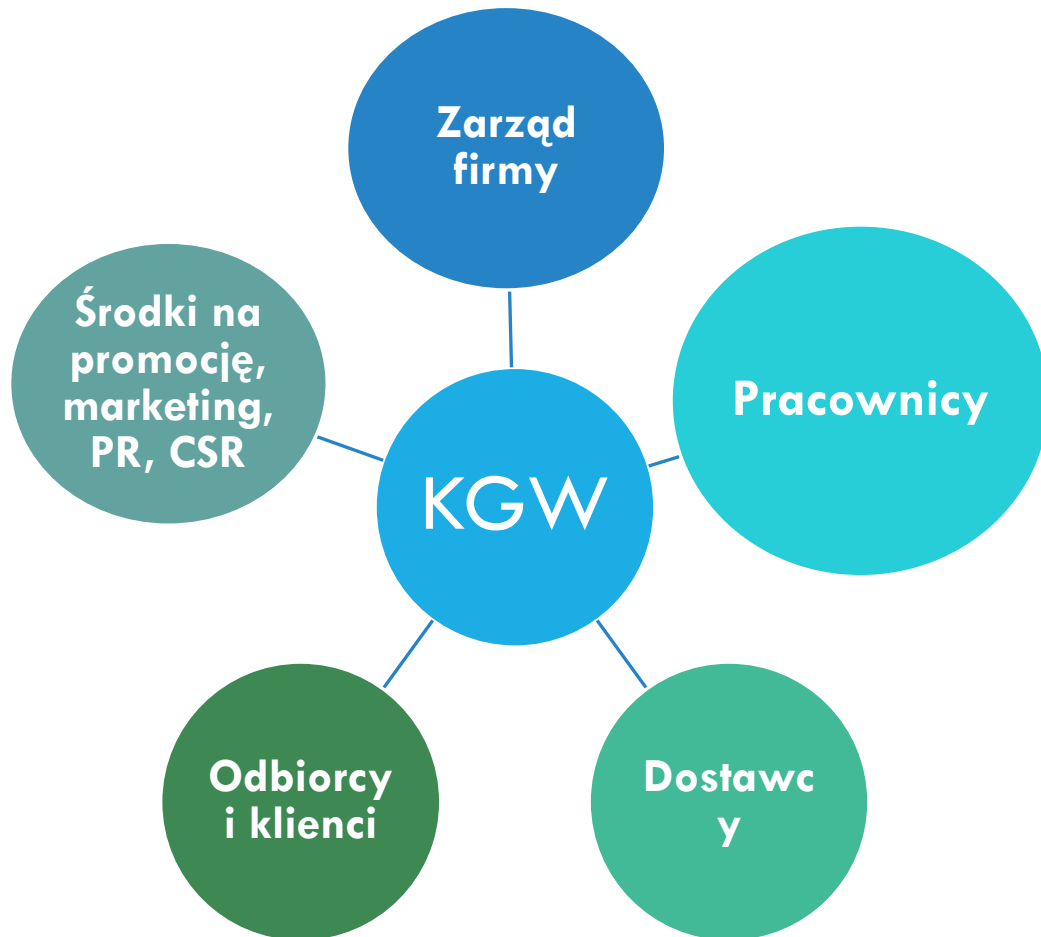 Zarząd
firmy
Środki na
promocję,
marketing,
PR, CSR
Pracownicy
KGW
Odbiorcy
i klienci
Dostawc
y